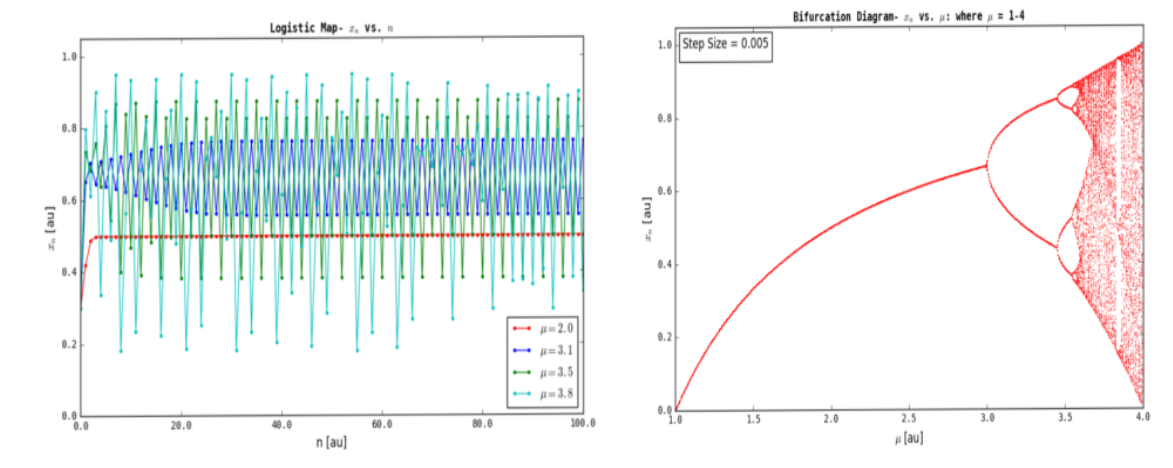 Logistic Map- xₙ vs. n
1.0
0.8
0.6
0.4
0.2
0.0
xₙ [au]
0.0 20.0 40.0 60.0 80.0 100.0
n [au]
μ=2.0
μ=3.1
μ=3.5
μ=3.8
Bifurcation Diagram- xₙ vs. μ: where μ = 1-4
Step Size = 0.005
1.0
0.8
0.6
0.4
0.2
0.0
xₙ [au]
1.0 1.5 2.0 2.5 3.0 3.5 4.0
μ [au]